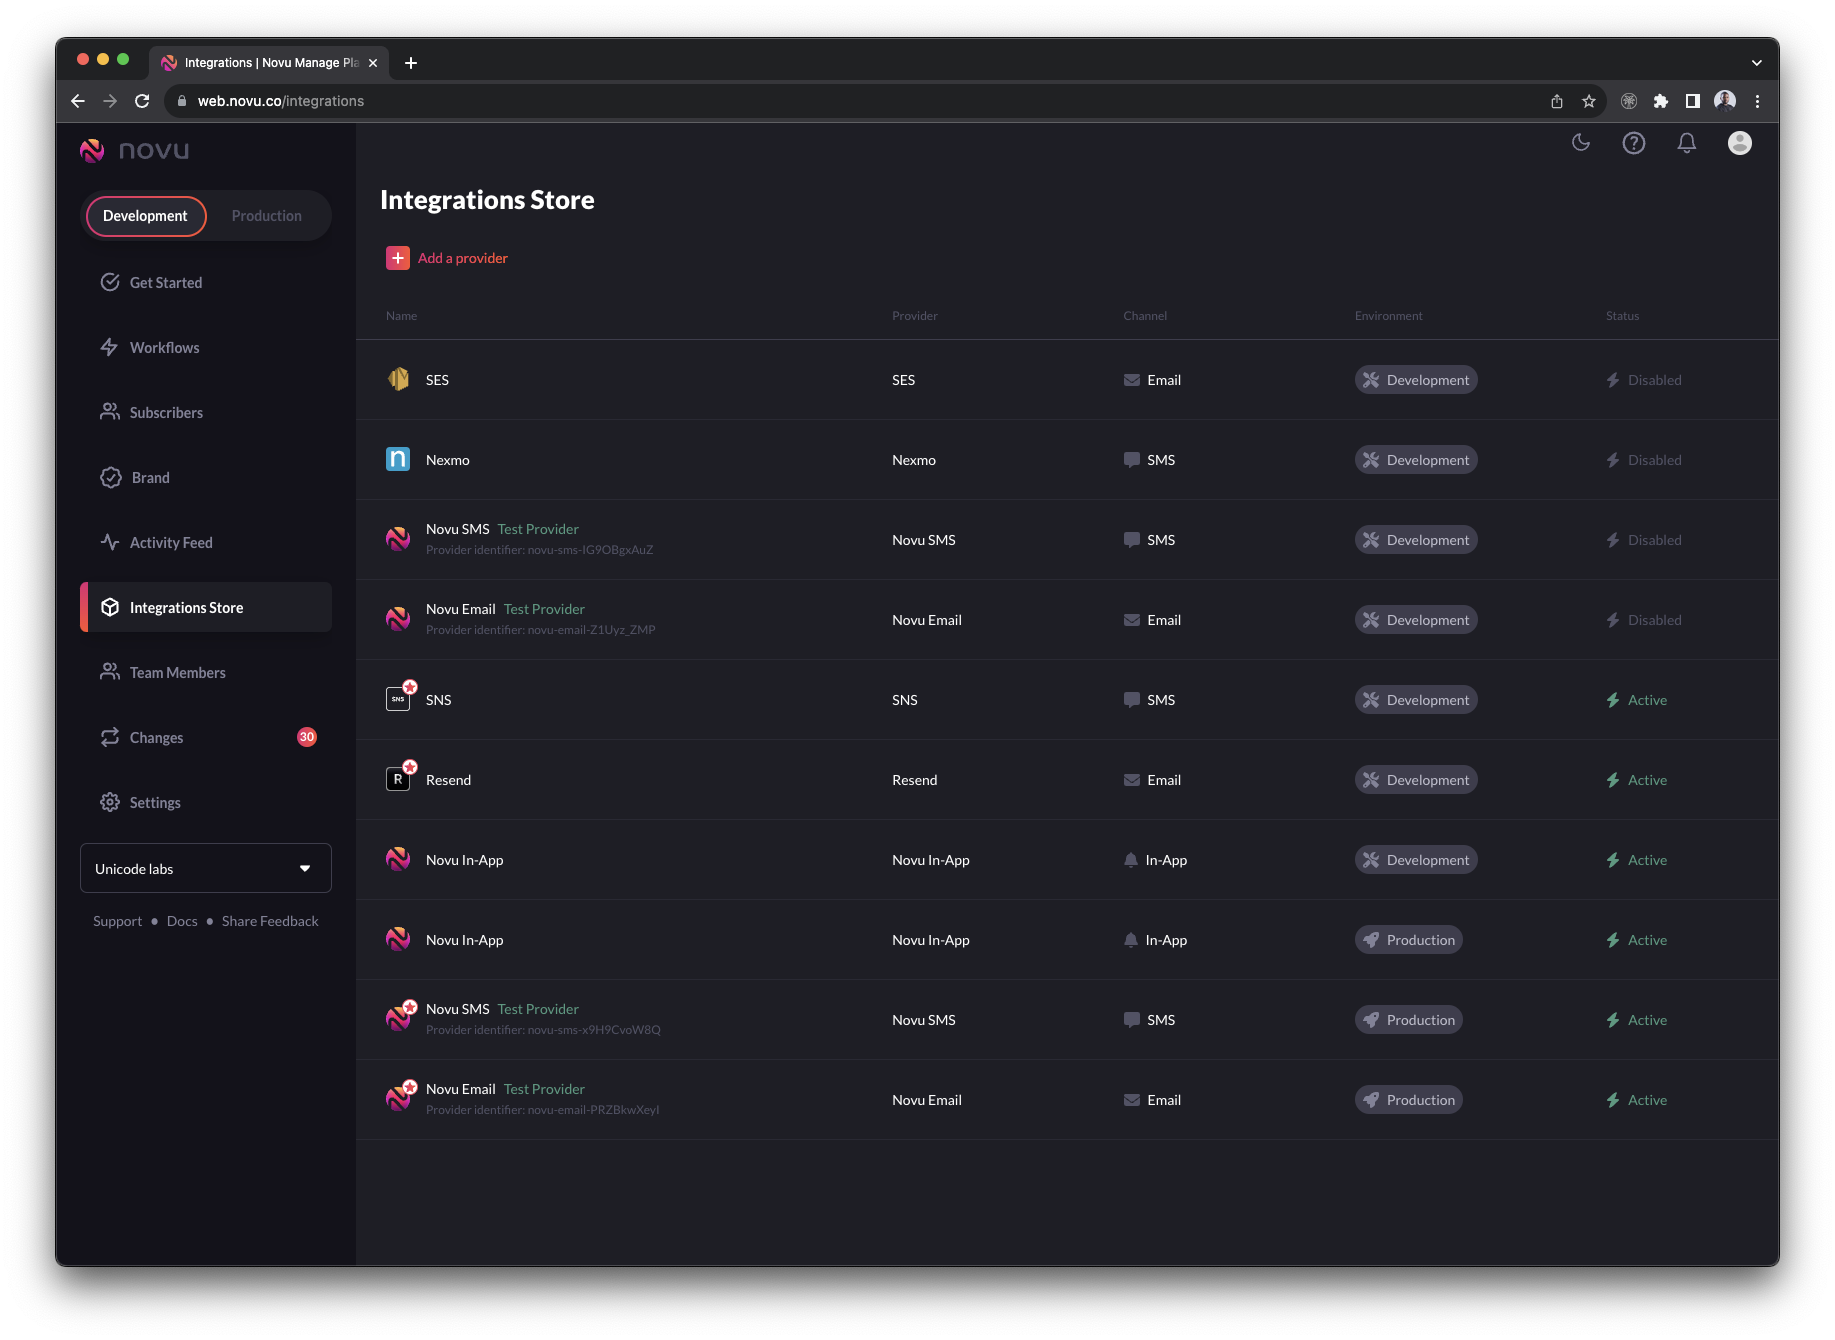 Integrations | Novu Manage Pla
web.novu.co/integrations
novu
Development Production
Get Started
Workflows
Subscribers
Brand
Activity Feed
Integrations Store
Team Members
Changes 30
Settings
Unicode labs
Support • Docs • Share Feedback
Integrations Store
Add a provider
Name Provider Channel Environment Status
SES SES Email Development Disabled
n Nexmo Nexmo SMS Development Disabled
Novu SMS Test Provider Novu SMS SMS Development Disabled
Provider identifier: novu-sms-IG9OBgxAuZ
Novu Email Test Provider Novu Email Email Development Disabled
Provider identifier: novu-email-Z1Uyz_ZMP
SNS SNS SNS SMS Development Active
R Resend Resend Email Development Active
Novu In-App Novu In-App In-App Development Active
Novu In-App Novu In-App In-App Production Active
Novu SMS Test Provider Novu SMS SMS Production Active
Provider identifier: novu-sms-x9H9CvoW8Q
Novu Email Test Provider Novu Email Email Production Active
Provider identifier: novu-email-PRZBkwXeyI